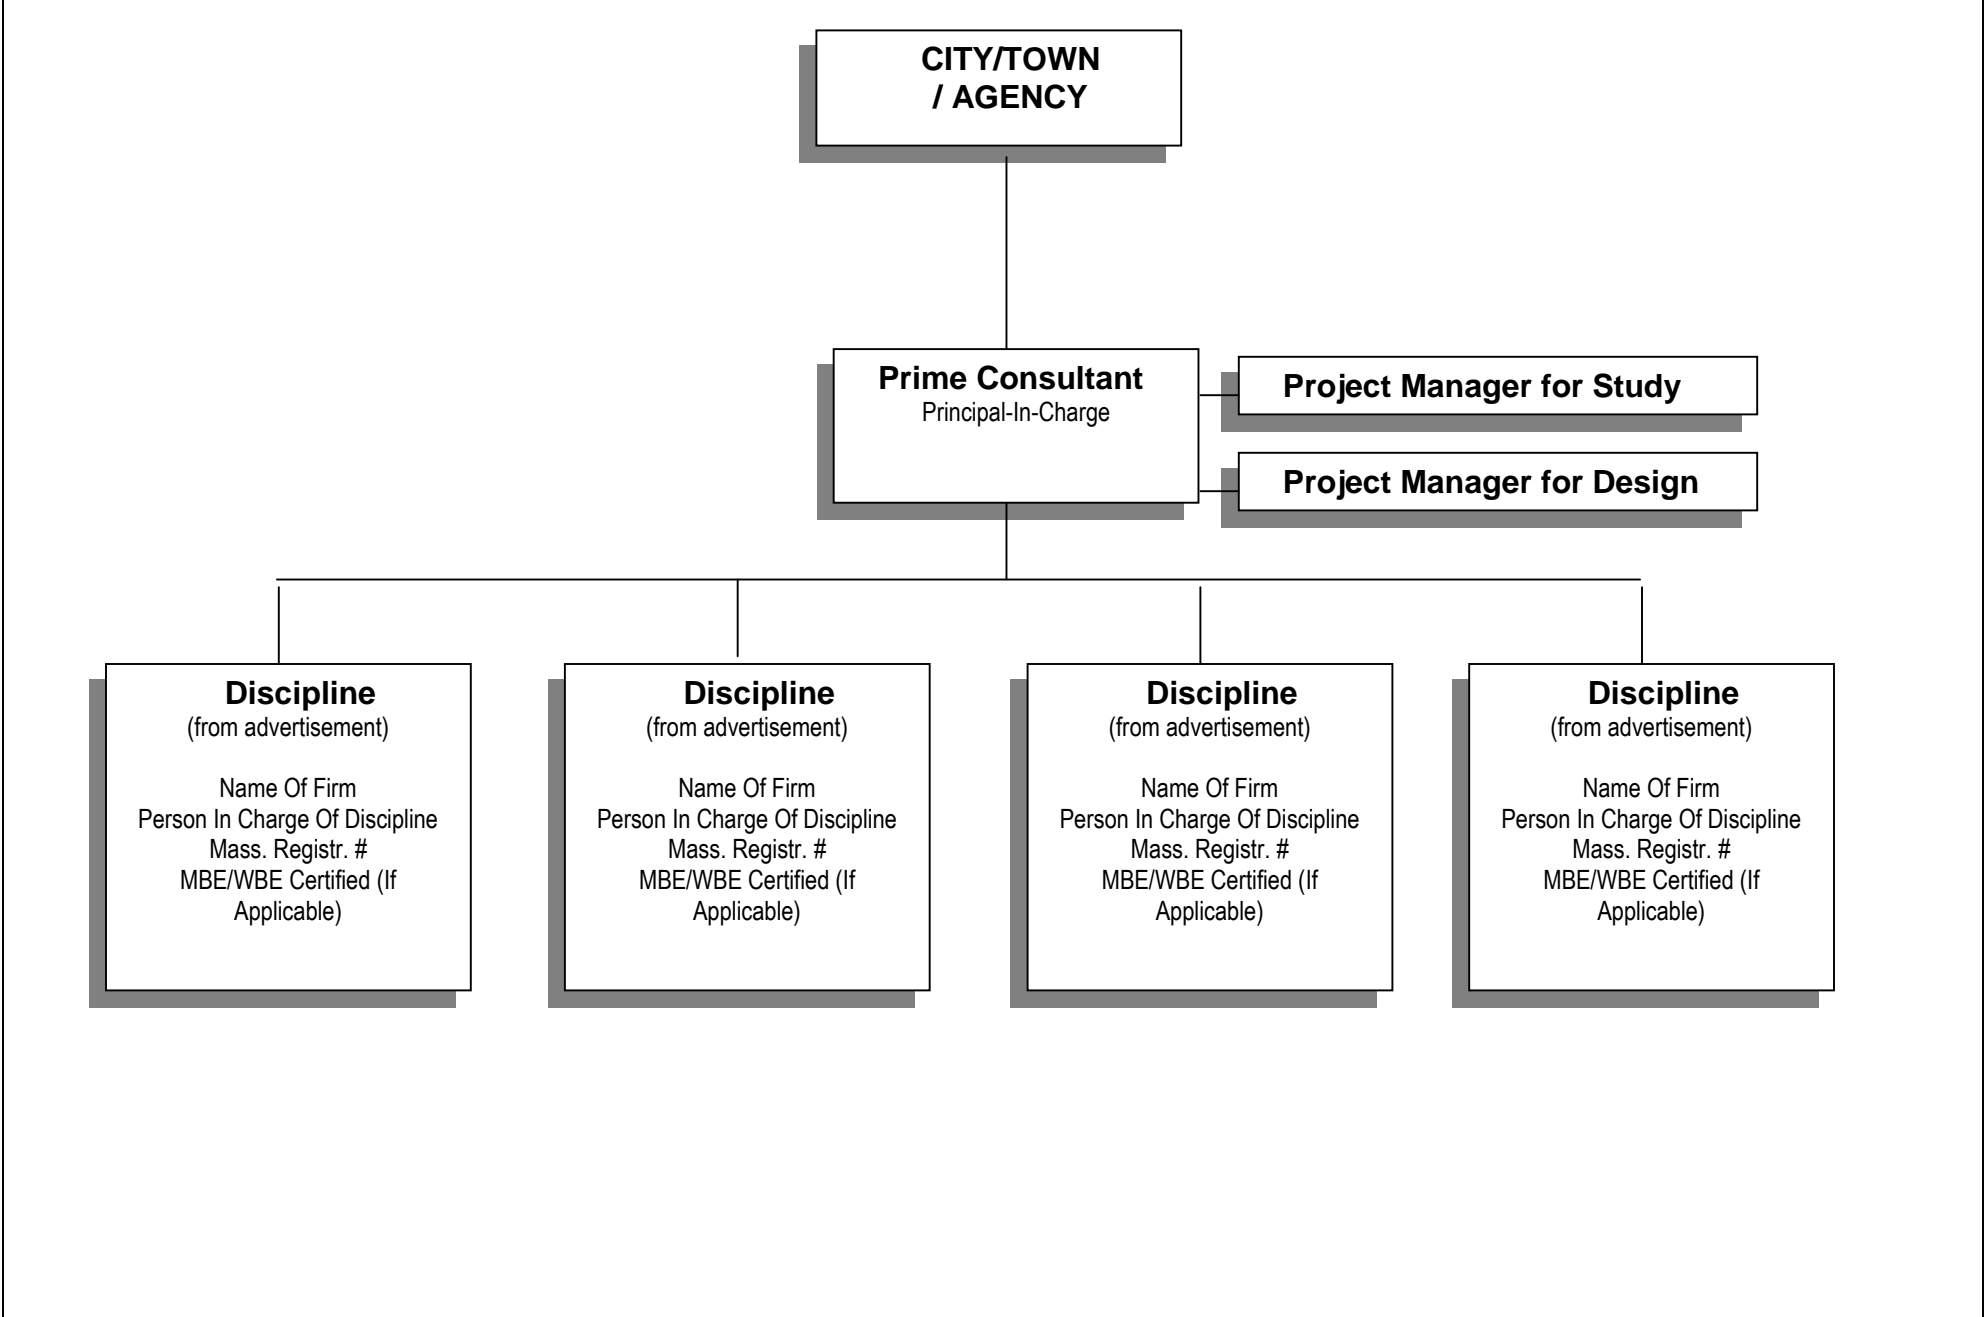 CITY/TOWN
/ AGENCY
Prime Consultant
Principal-In-Charge
Project Manager for Study
Project Manager for Design
Discipline
(from advertisement)
Name Of Firm
Person In Charge Of Discipline
Mass. Registr. #
MBE/WBE Certified (If
Applicable)
Discipline
(from advertisement)
Name Of Firm
Person In Charge Of Discipline
Mass. Registr. #
MBE/WBE Certified (If
Applicable)
Discipline
(from advertisement)
Name Of Firm
Person In Charge Of Discipline
Mass. Registr. #
MBE/WBE Certified (If
Applicable)
Discipline
(from advertisement)
Name Of Firm
Person In Charge Of Discipline
Mass. Registr. #
MBE/WBE Certified (If
Applicable)